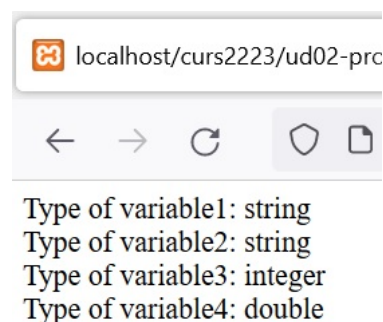 localhost/curs2223/ud02-pro
Type of variable1: string
Type of variable2: string
Type of variable3: integer
Type of variable4: double